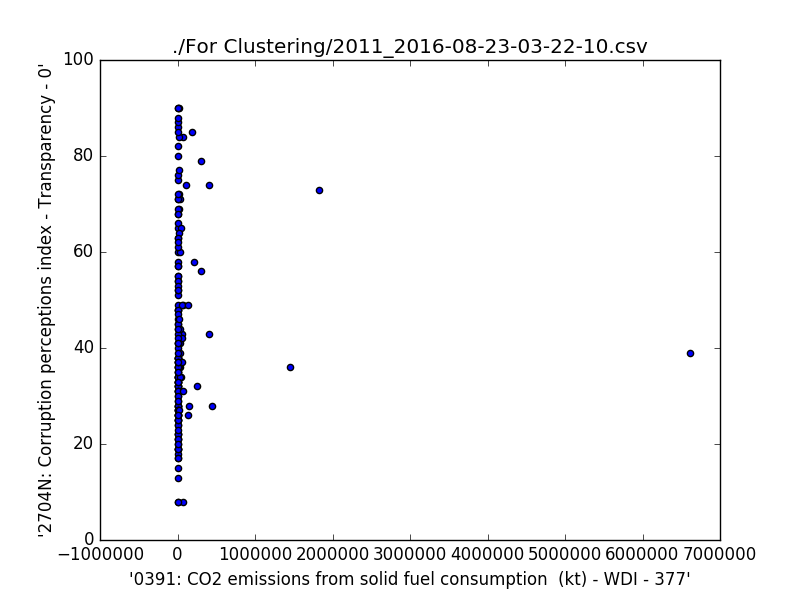 ./For Clustering/2011_2016-08-23-03-22-10.csv
'2704N: Corruption perceptions index - Transparency - 0'
100
80
60
40
20
0
−1000000 0 1000000 2000000 3000000 4000000 5000000 6000000 7000000
'0391: CO2 emissions from solid fuel consumption  (kt) - WDI - 377'